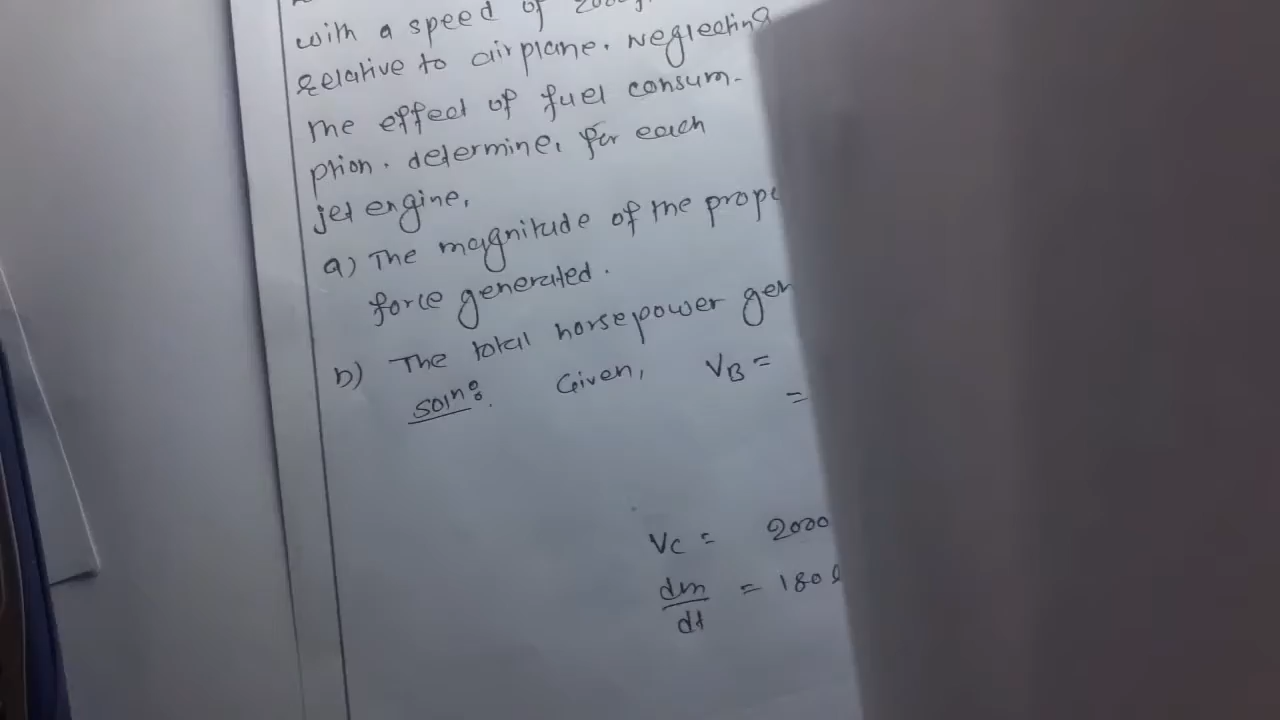 with a speed of
relative to airplane. Neglecting
the effect of fuel consum-
ption. determine, for each
jet engine,
a) The magnitude of the prope
force generated.
b) The total horsepower gen
soln:. Given, VB =
=
VC = 2000
dm/dt = 180 l